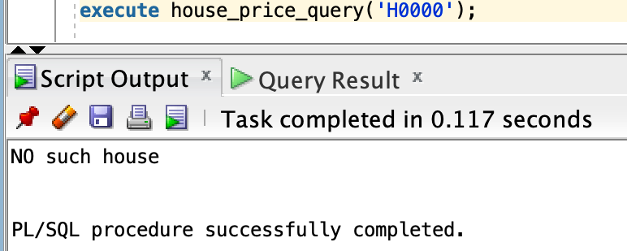 execute house_price_query('H0000');
Script Output x Query Result x
Task completed in 0.117 seconds
NO such house
PL/SQL procedure successfully completed.